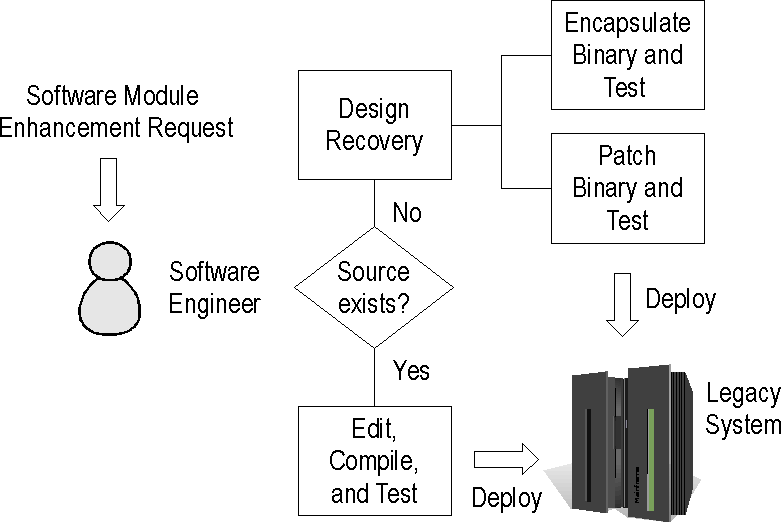 Software Module
Enhancement Request
Software
Engineer
Design
Recovery
No
Source
exists?
Yes
Edit,
Compile,
and Test
Encapsulate
Binary and
Test
Patch
Binary and
Test
Deploy
Deploy
Legacy
System
Mainframe